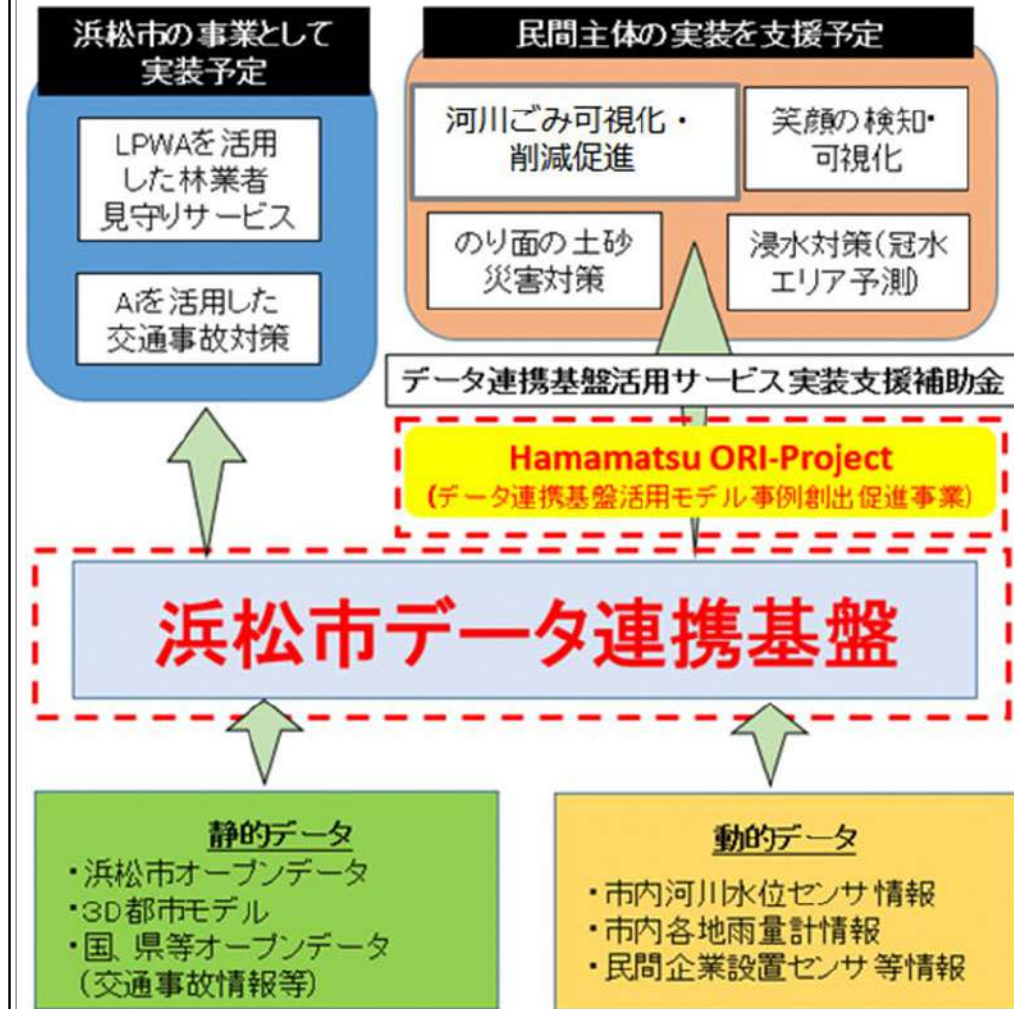 浜松市の事業として
実装予定
LPWAを活用
した林業者
見守りサービス
Aiを活用した
交通事故対策
民間主体の実装を支援予定
河川ごみ可視化・
削減促進
笑顔の検知・
可視化
のり面の土砂
災害対策
浸水対策(冠水
エリア予測)
データ連携基盤活用サービス実装支援補助金
Hamamatsu ORI-Project
(データ連携基盤活用モデル事例創出促進事業)
浜松市データ連携基盤
静的データ
・浜松市オープンデータ
・3D都市モデル
・国、県等オープンデータ
(交通事故情報等)
動的データ
・市内河川水位センサ情報
・市内各地雨量計情報
・民間企業設置センサ等情報